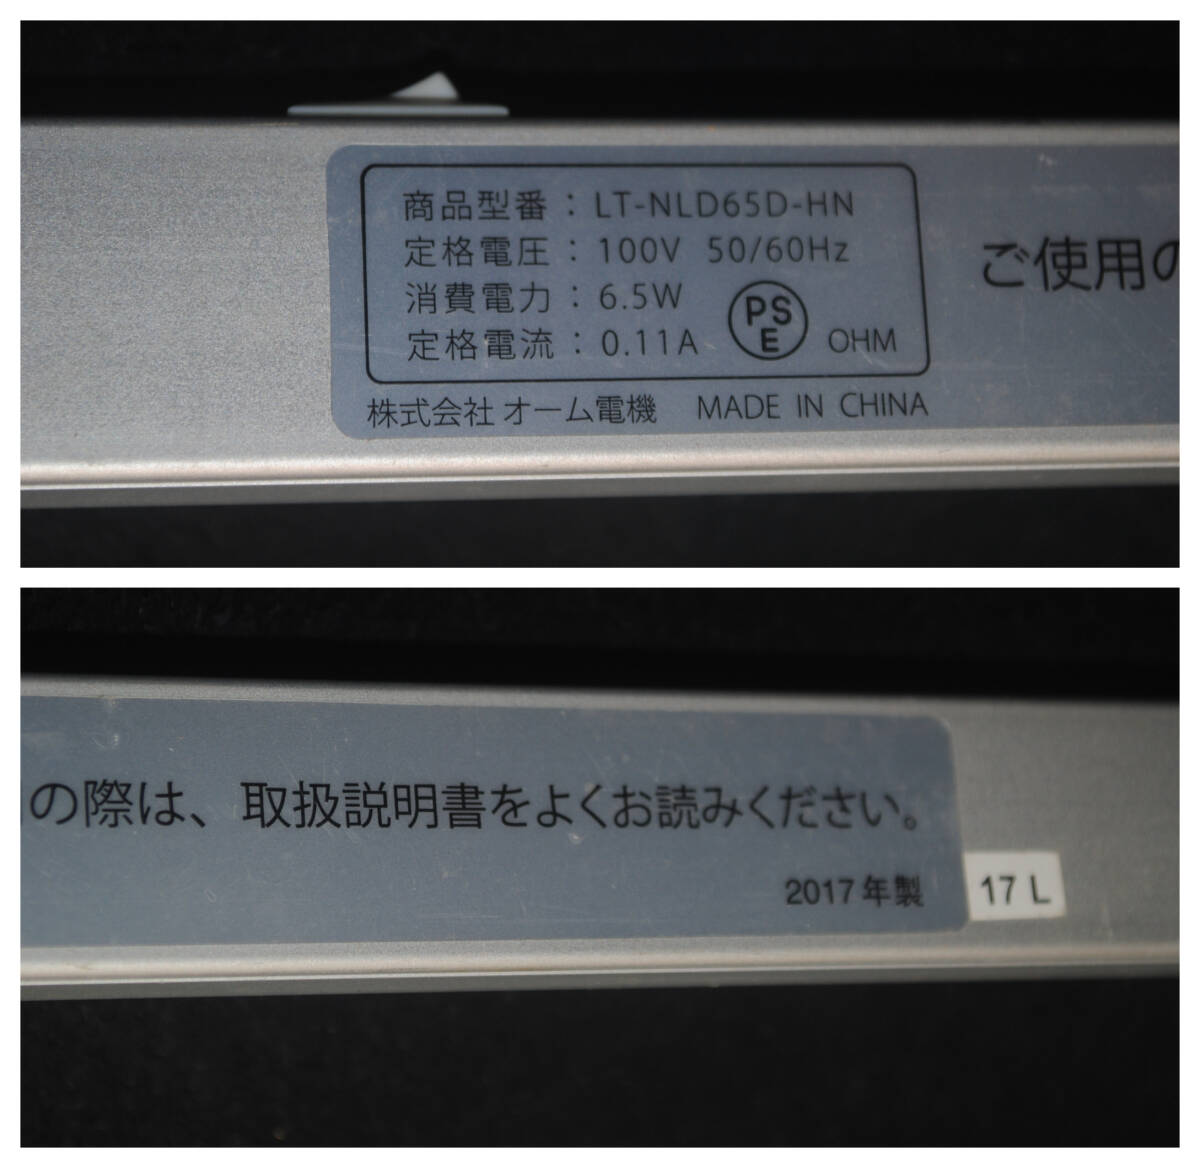 商品型番：LT-NLD65D-HN
定格電圧：100V 50/60Hz
消費電力：6.5W
定格電流：0.11A
PSE
OHM
株式会社 オーム電機 MADE IN CHINA
ご使用の
の際は、取扱説明書をよくお読みください。
2017年製
17 L